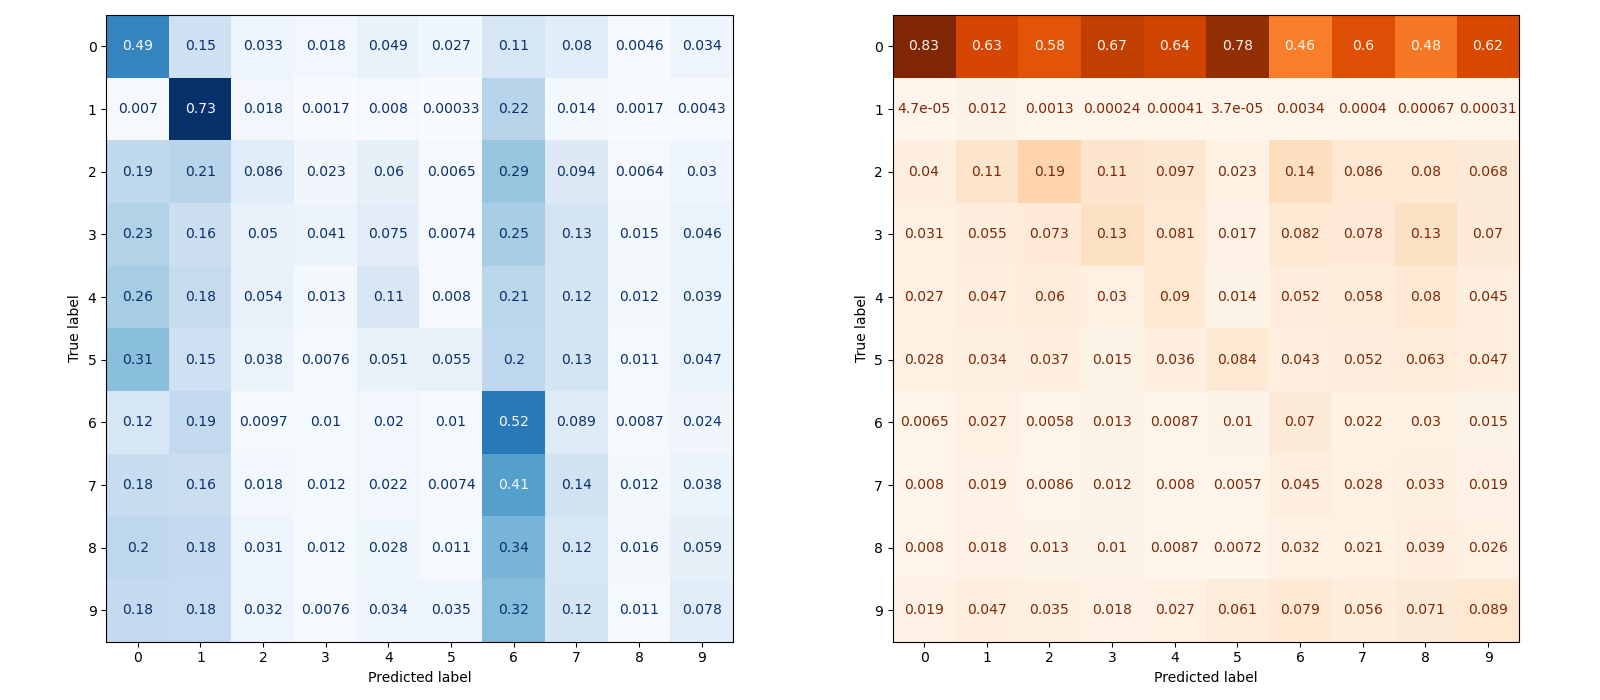 0 0.49 0.15 0.033 0.018 0.049 0.027 0.11 0.08 0.0046 0.034
1 0.007 0.73 0.018 0.0017 0.008 0.00033 0.22 0.014 0.0017 0.0043
2 0.19 0.21 0.086 0.023 0.06 0.0065 0.29 0.094 0.0064 0.03
3 0.23 0.16 0.05 0.041 0.075 0.0074 0.25 0.13 0.015 0.046
4 0.26 0.18 0.054 0.013 0.11 0.008 0.21 0.12 0.012 0.039
5 0.31 0.15 0.038 0.0076 0.051 0.055 0.2 0.13 0.011 0.047
6 0.12 0.19 0.0097 0.01 0.02 0.01 0.52 0.089 0.0087 0.024
7 0.18 0.16 0.018 0.012 0.022 0.0074 0.41 0.14 0.012 0.038
8 0.2 0.18 0.031 0.012 0.028 0.011 0.34 0.12 0.016 0.059
9 0.18 0.18 0.032 0.0076 0.034 0.035 0.32 0.12 0.011 0.078
0 1 2 3 4 5 6 7 8 9
Predicted label
True label
0 0.83 0.63 0.58 0.67 0.64 0.78 0.46 0.6 0.48 0.62
1 4.7e-05 0.012 0.0013 0.00024 0.00041 3.7e-05 0.0034 0.0004 0.00067 0.00031
2 0.04 0.11 0.19 0.11 0.097 0.023 0.14 0.086 0.08 0.068
3 0.031 0.055 0.073 0.13 0.081 0.017 0.082 0.078 0.13 0.07
4 0.027 0.047 0.06 0.03 0.09 0.014 0.052 0.058 0.08 0.045
5 0.028 0.034 0.037 0.015 0.036 0.084 0.043 0.052 0.063 0.047
6 0.0065 0.027 0.0058 0.013 0.0087 0.01 0.07 0.022 0.03 0.015
7 0.008 0.019 0.0086 0.012 0.008 0.0057 0.045 0.028 0.033 0.019
8 0.008 0.018 0.013 0.01 0.0087 0.0072 0.032 0.021 0.039 0.026
9 0.019 0.047 0.035 0.018 0.027 0.061 0.079 0.056 0.071 0.089
0 1 2 3 4 5 6 7 8 9
Predicted label
True label